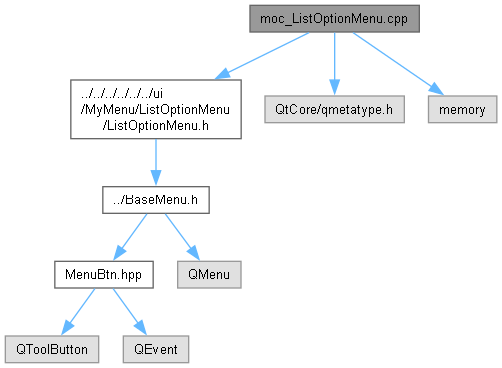 moc_ListOptionMenu.cpp
../../../../../../ui
/MyMenu/ListOptionMenu
/ListOptionMenu.h
QtCore/qmetatype.h
memory
../BaseMenu.h
MenuBtn.hpp
QMenu
QToolButton
QEvent